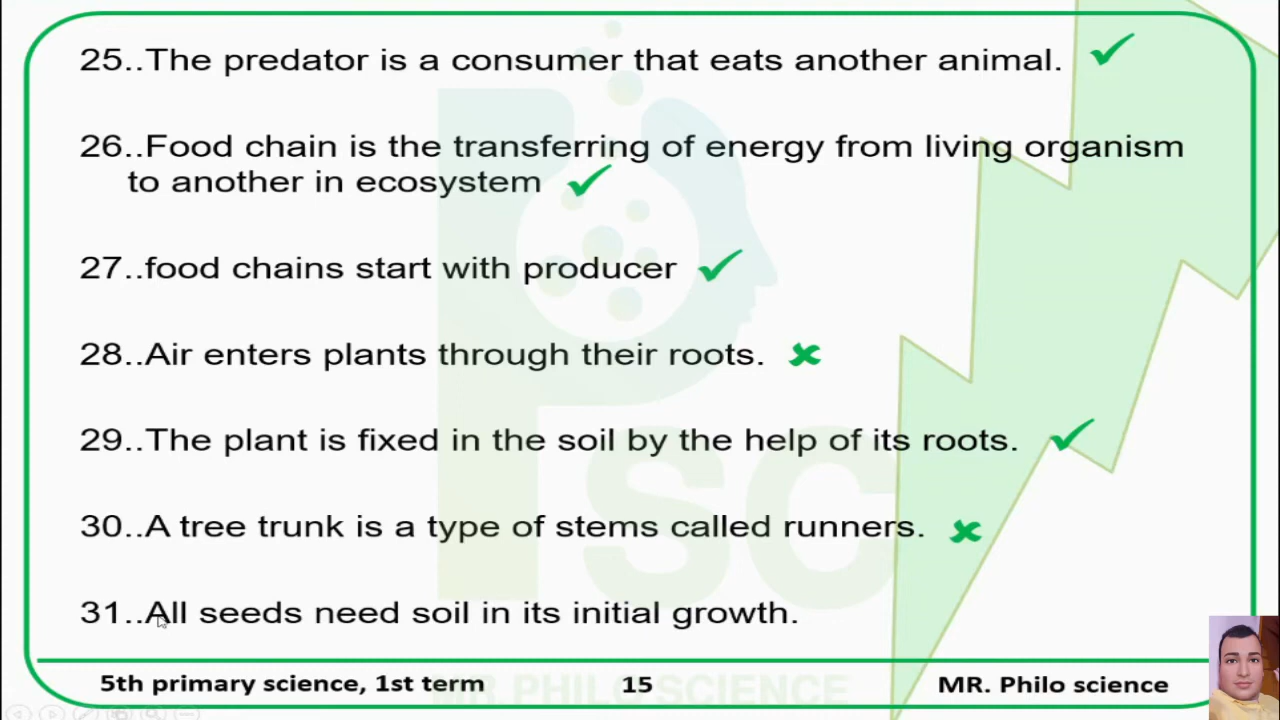 25..The predator is a consumer that eats another animal.
26..Food chain is the transferring of energy from living organism
to another in ecosystem
27..food chains start with producer
28..Air enters plants through their roots.
29..The plant is fixed in the soil by the help of its roots.
30..A tree trunk is a type of stems called runners.
31..All seeds need soil in its initial growth.
5th primary science, 1st term 15 MR. Philo science
Psc
MR PHILO SCIENCE